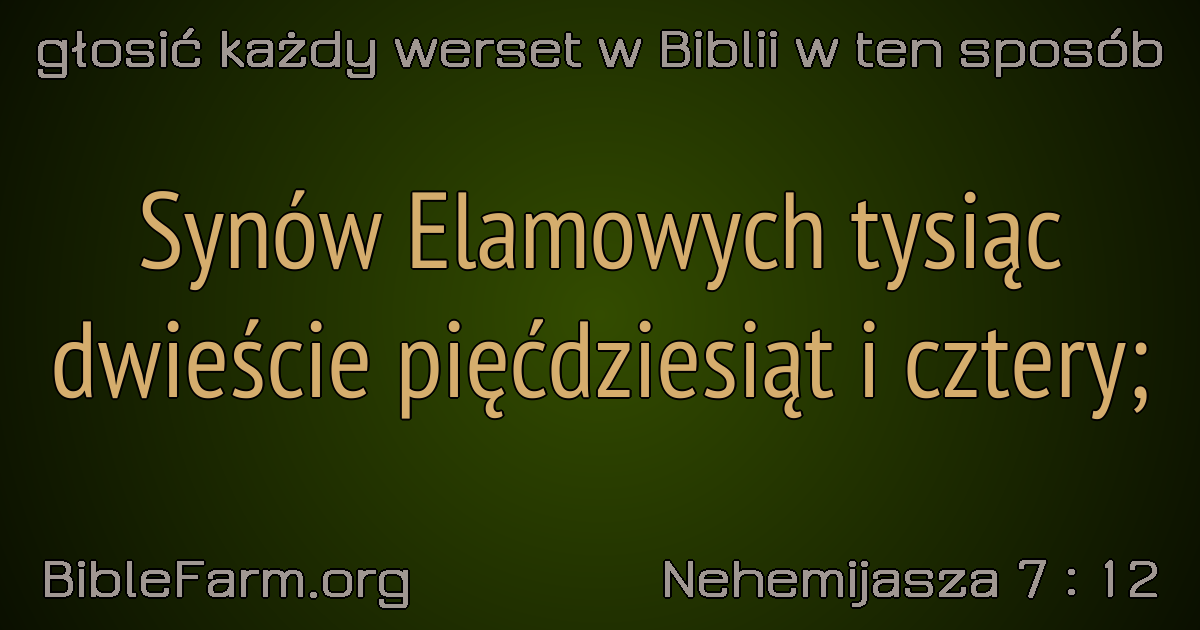 głosić każdy werset w Biblii w ten sposób
Synów Elamowych tysiąc
dwieście pięćdziesiąt i cztery;
BibleFarm.org
Nehemijasza 7 : 12